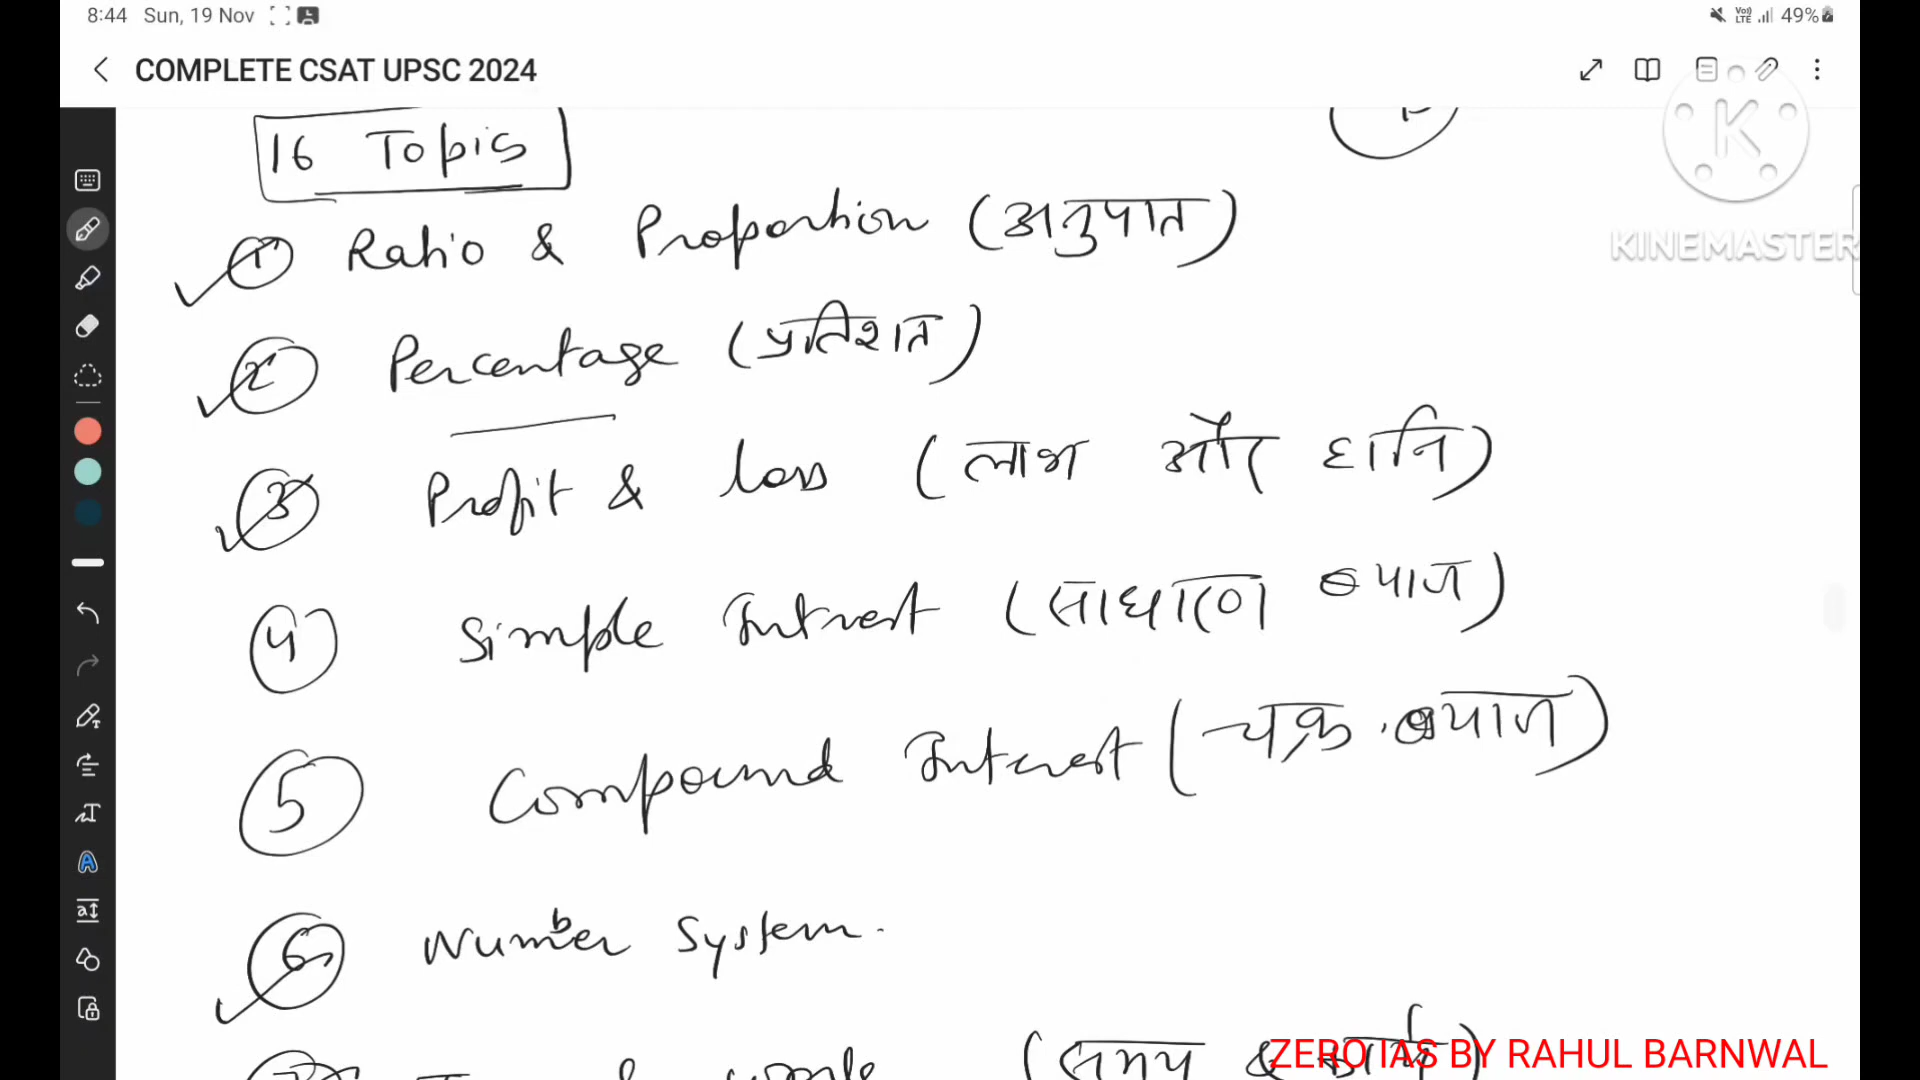 8:44 Sun, 19 Nov
49%
COMPLETE CSAT UPSC 2024
16 Topis
KINEMASTER
1 Ratio & Proportion (अनुपात)
2 Percentage (प्रतिशत)
3 Profit & loss (लाभ और हानि)
4 Simple Intrest (साधारण ब्याज)
5 Compound Interest (चक्र. ब्याज)
6 Number System.
(समय &
ZERO IAS BY RAHUL BARNWAL